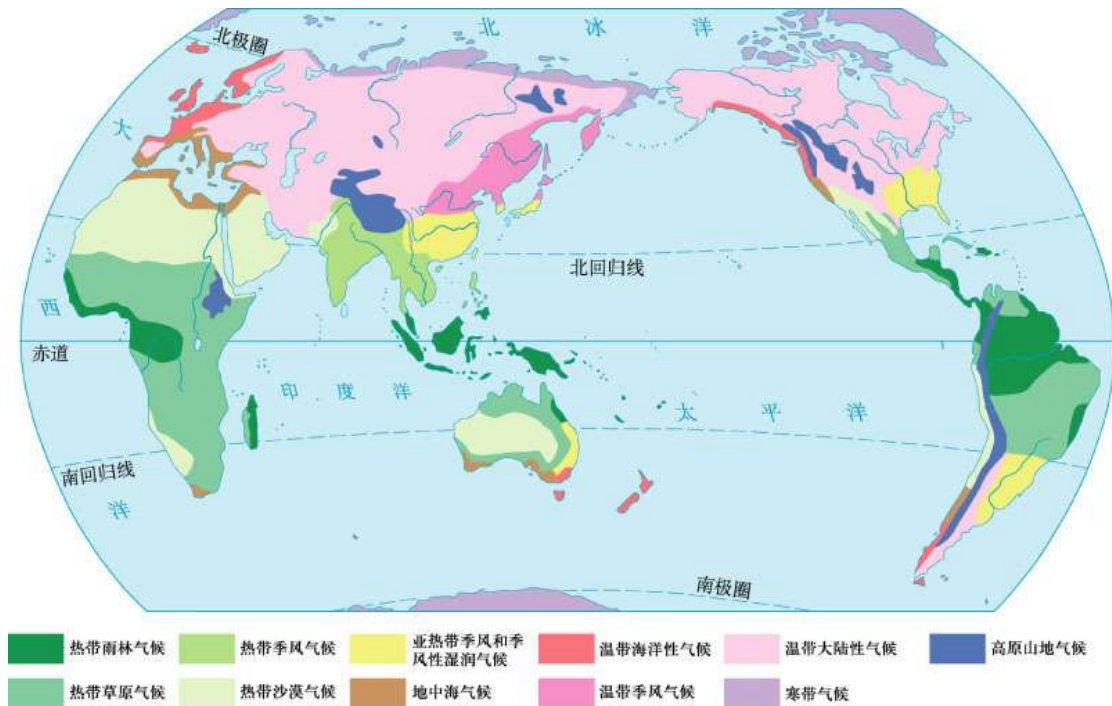 北极圈
北冰洋
大
西
洋
北回归线
赤道
印度洋
太平洋
南回归线
南极圈
热带雨林气候
热带季风气候
亚热带季风和季
风性湿润气候
温带海洋性气候
温带大陆性气候
高原山地气候
热带草原气候
热带沙漠气候
地中海气候
温带季风气候
寒带气候